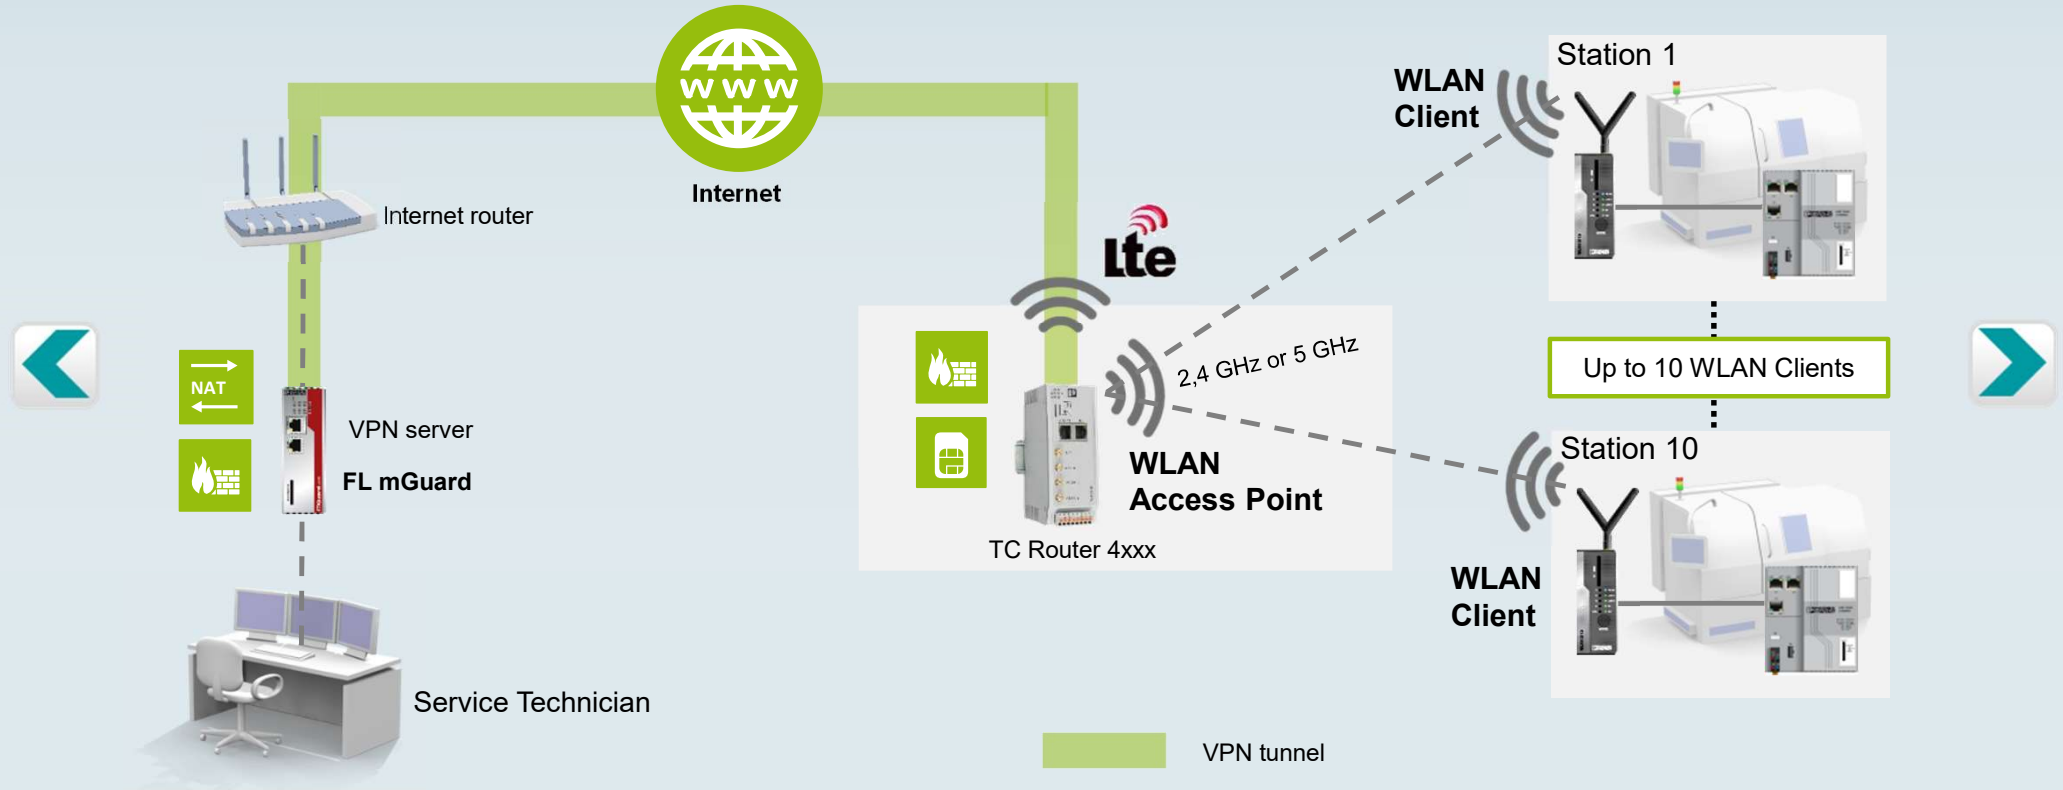 www
Internet
Internet router
NAT
VPN server
FL mGuard
Service Technician
Lte
2,4 GHz or 5 GHz
WLAN
Access Point
TC Router 4xxx
WLAN
Client
Station 1
Up to 10 WLAN Clients
Station 10
WLAN
Client
VPN tunnel